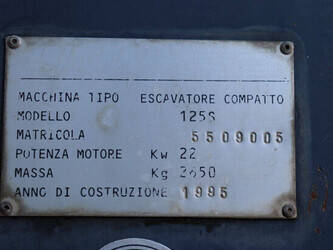 MACCHINA TIPO ESCAVATORE COMPATTO
MODELLO 125S
MATRICOLA 5509005
POTENZA MOTORE Kw 22
MASSA Kg 2650
ANNO DI COSTRUZIONE 1995